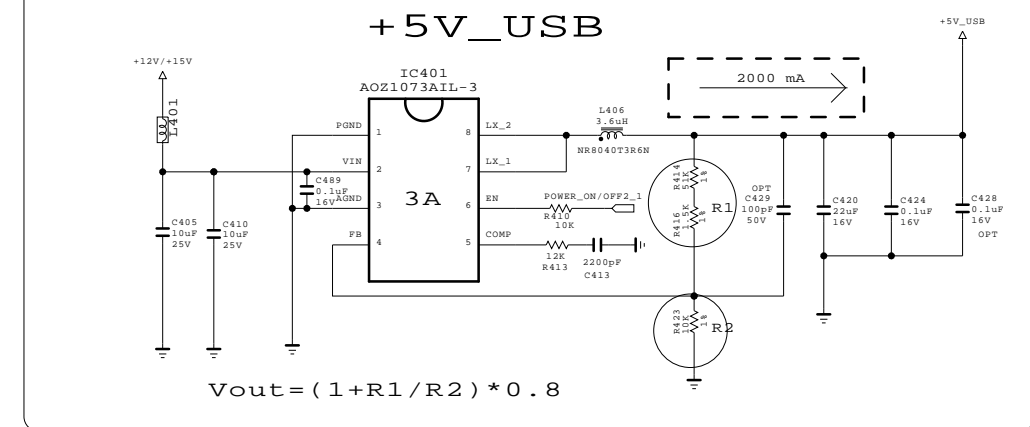 +5V_USB
+5V_USB
+12V/+15V
L401
IC401
AOZ1073AIL-3
2000 mA
L406
3.6uH
NR8040T3R6N
PGND
1
8
LX_2
VIN
2
7
LX_1
C489
0.1uF
16V
AGND
3
3A
6
EN
POWER_ON/OFF2_1
R410
10K
FB
4
5
COMP
12K
R413
2200pF
C413
C405
10uF
25V
C410
10uF
25V
R414
51K
1%
R416
1.5K
1%
R1
OPT
C429
100pF
50V
C420
22uF
16V
C424
0.1uF
16V
C428
0.1uF
16V
OPT
R423
10K
1%
R2
Vout=(1+R1/R2)*0.8